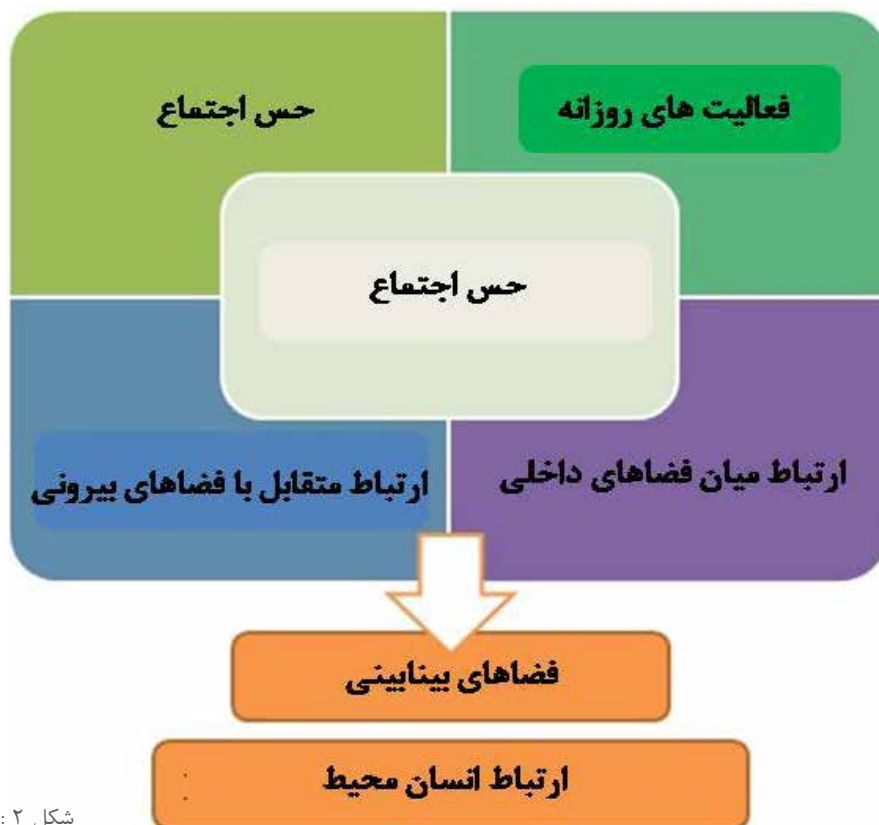 فعالیت های روزانه
حس اجتماع
حس اجتماع
ارتباط میان فضاهای داخلی
ارتباط متقابل با فضاهای بیرونی
فضاهای بینابینی
ارتباط انسان محیط
:
شکل ۲ :